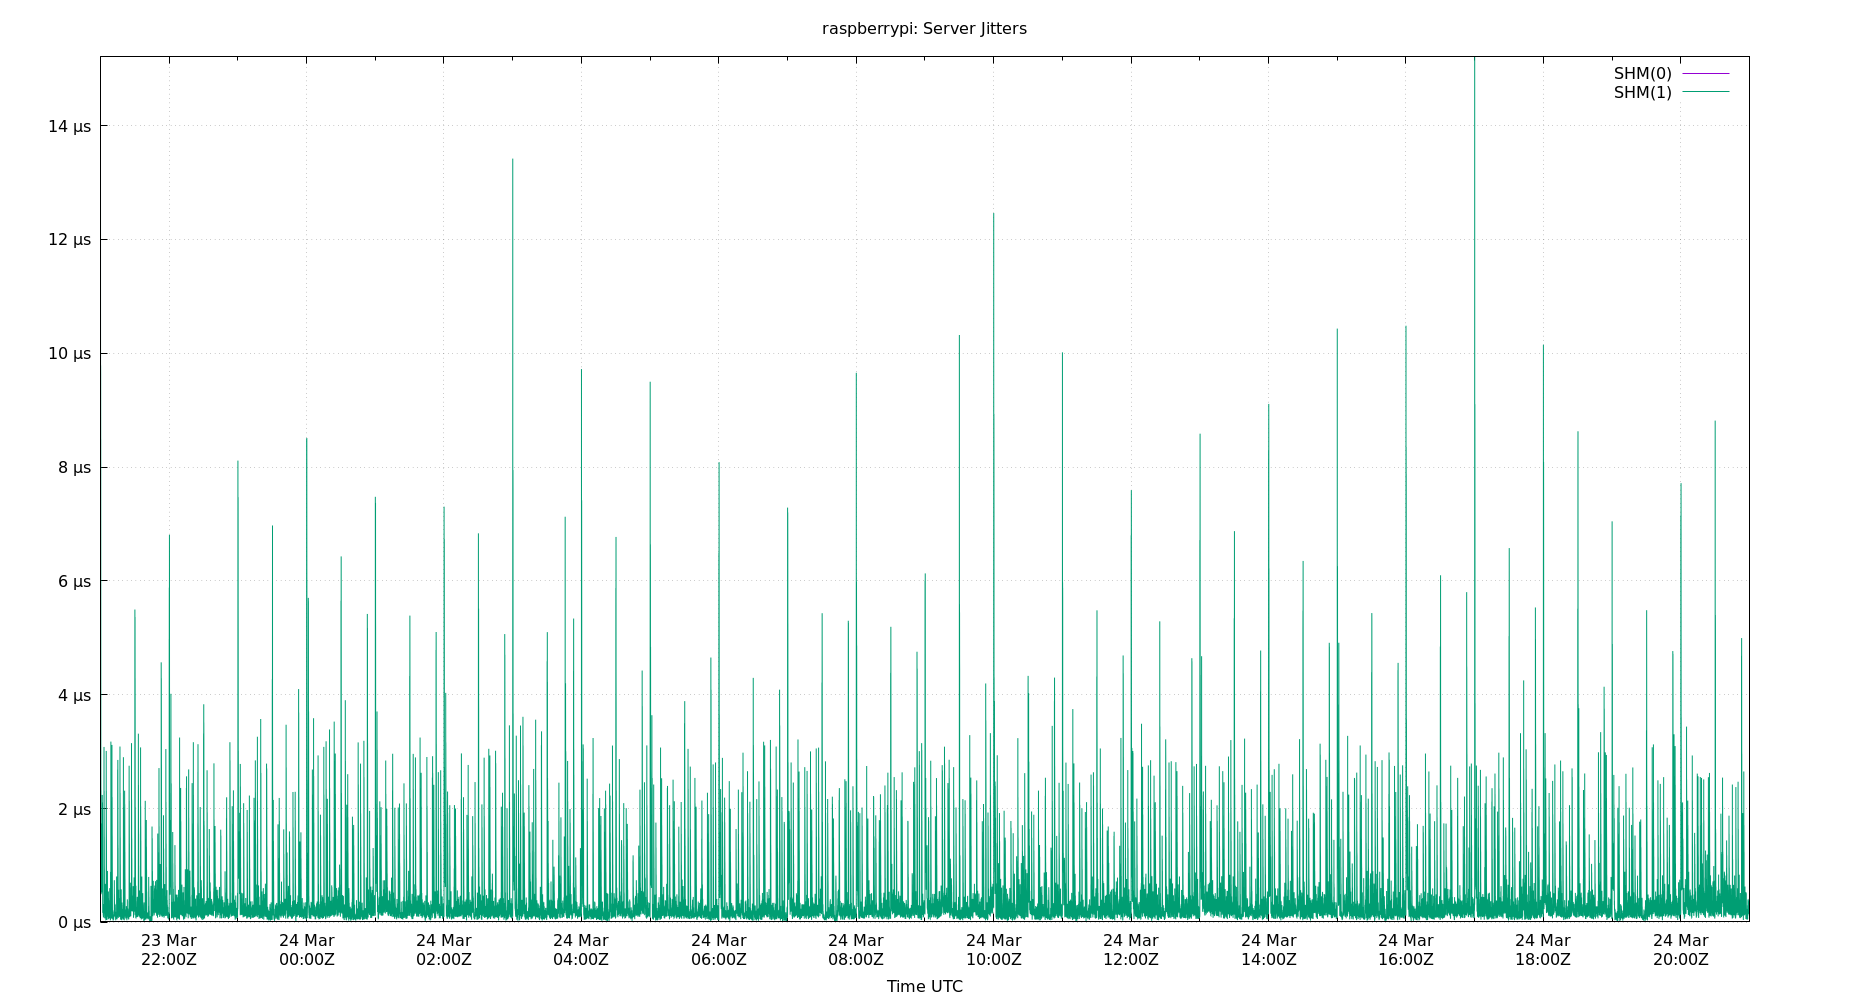 raspberrypi: Server Jitters
SHM(0)
SHM(1)
14 µs
12 µs
10 µs
8 µs
6 µs
4 µs
2 µs
0 µs
23 Mar 24 Mar 24 Mar 24 Mar 24 Mar 24 Mar 24 Mar 24 Mar 24 Mar 24 Mar 24 Mar 24 Mar
22:00Z 00:00Z 02:00Z 04:00Z 06:00Z 08:00Z 10:00Z 12:00Z 14:00Z 16:00Z 18:00Z 20:00Z
Time UTC